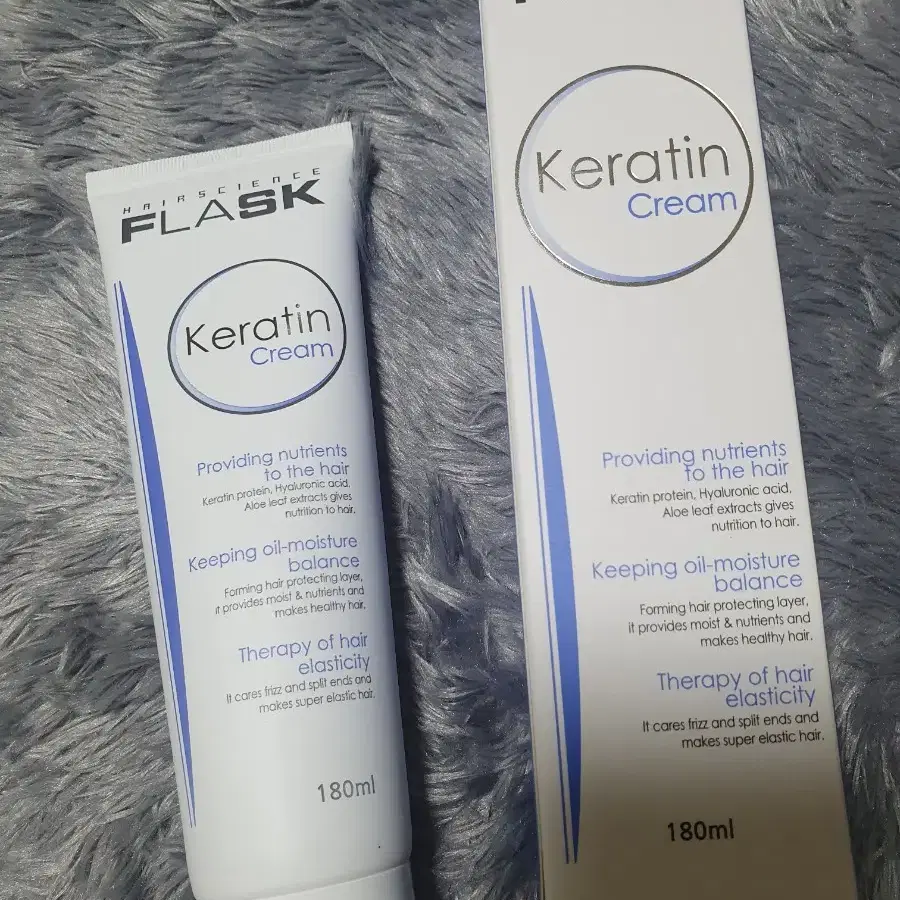 HAIRSCIENCE
FLASK
Keratin
Cream
Providing nutrients
to the hair
Keratin protein, Hyaluronic acid,
Aloe leaf extracts gives
nutrition to hair.
Keeping oil-moisture
balance
Forming hair protecting layer,
it provides moist & nutrients and
makes healthy hair.
Therapy of hair
elasticity
It cares frizz and split ends and
makes super elastic hair.
180ml
Keratin
Cream
Providing nutrients
to the hair
Keratin protein, Hyaluronic acid,
Aloe leaf extracts gives
nutrition to hair.
Keeping oil-moisture
balance
Forming hair protecting layer,
it provides moist & nutrients and
makes healthy hair.
Therapy of hair
elasticity
It cares frizz and split ends and
makes super elastic hair.
180ml